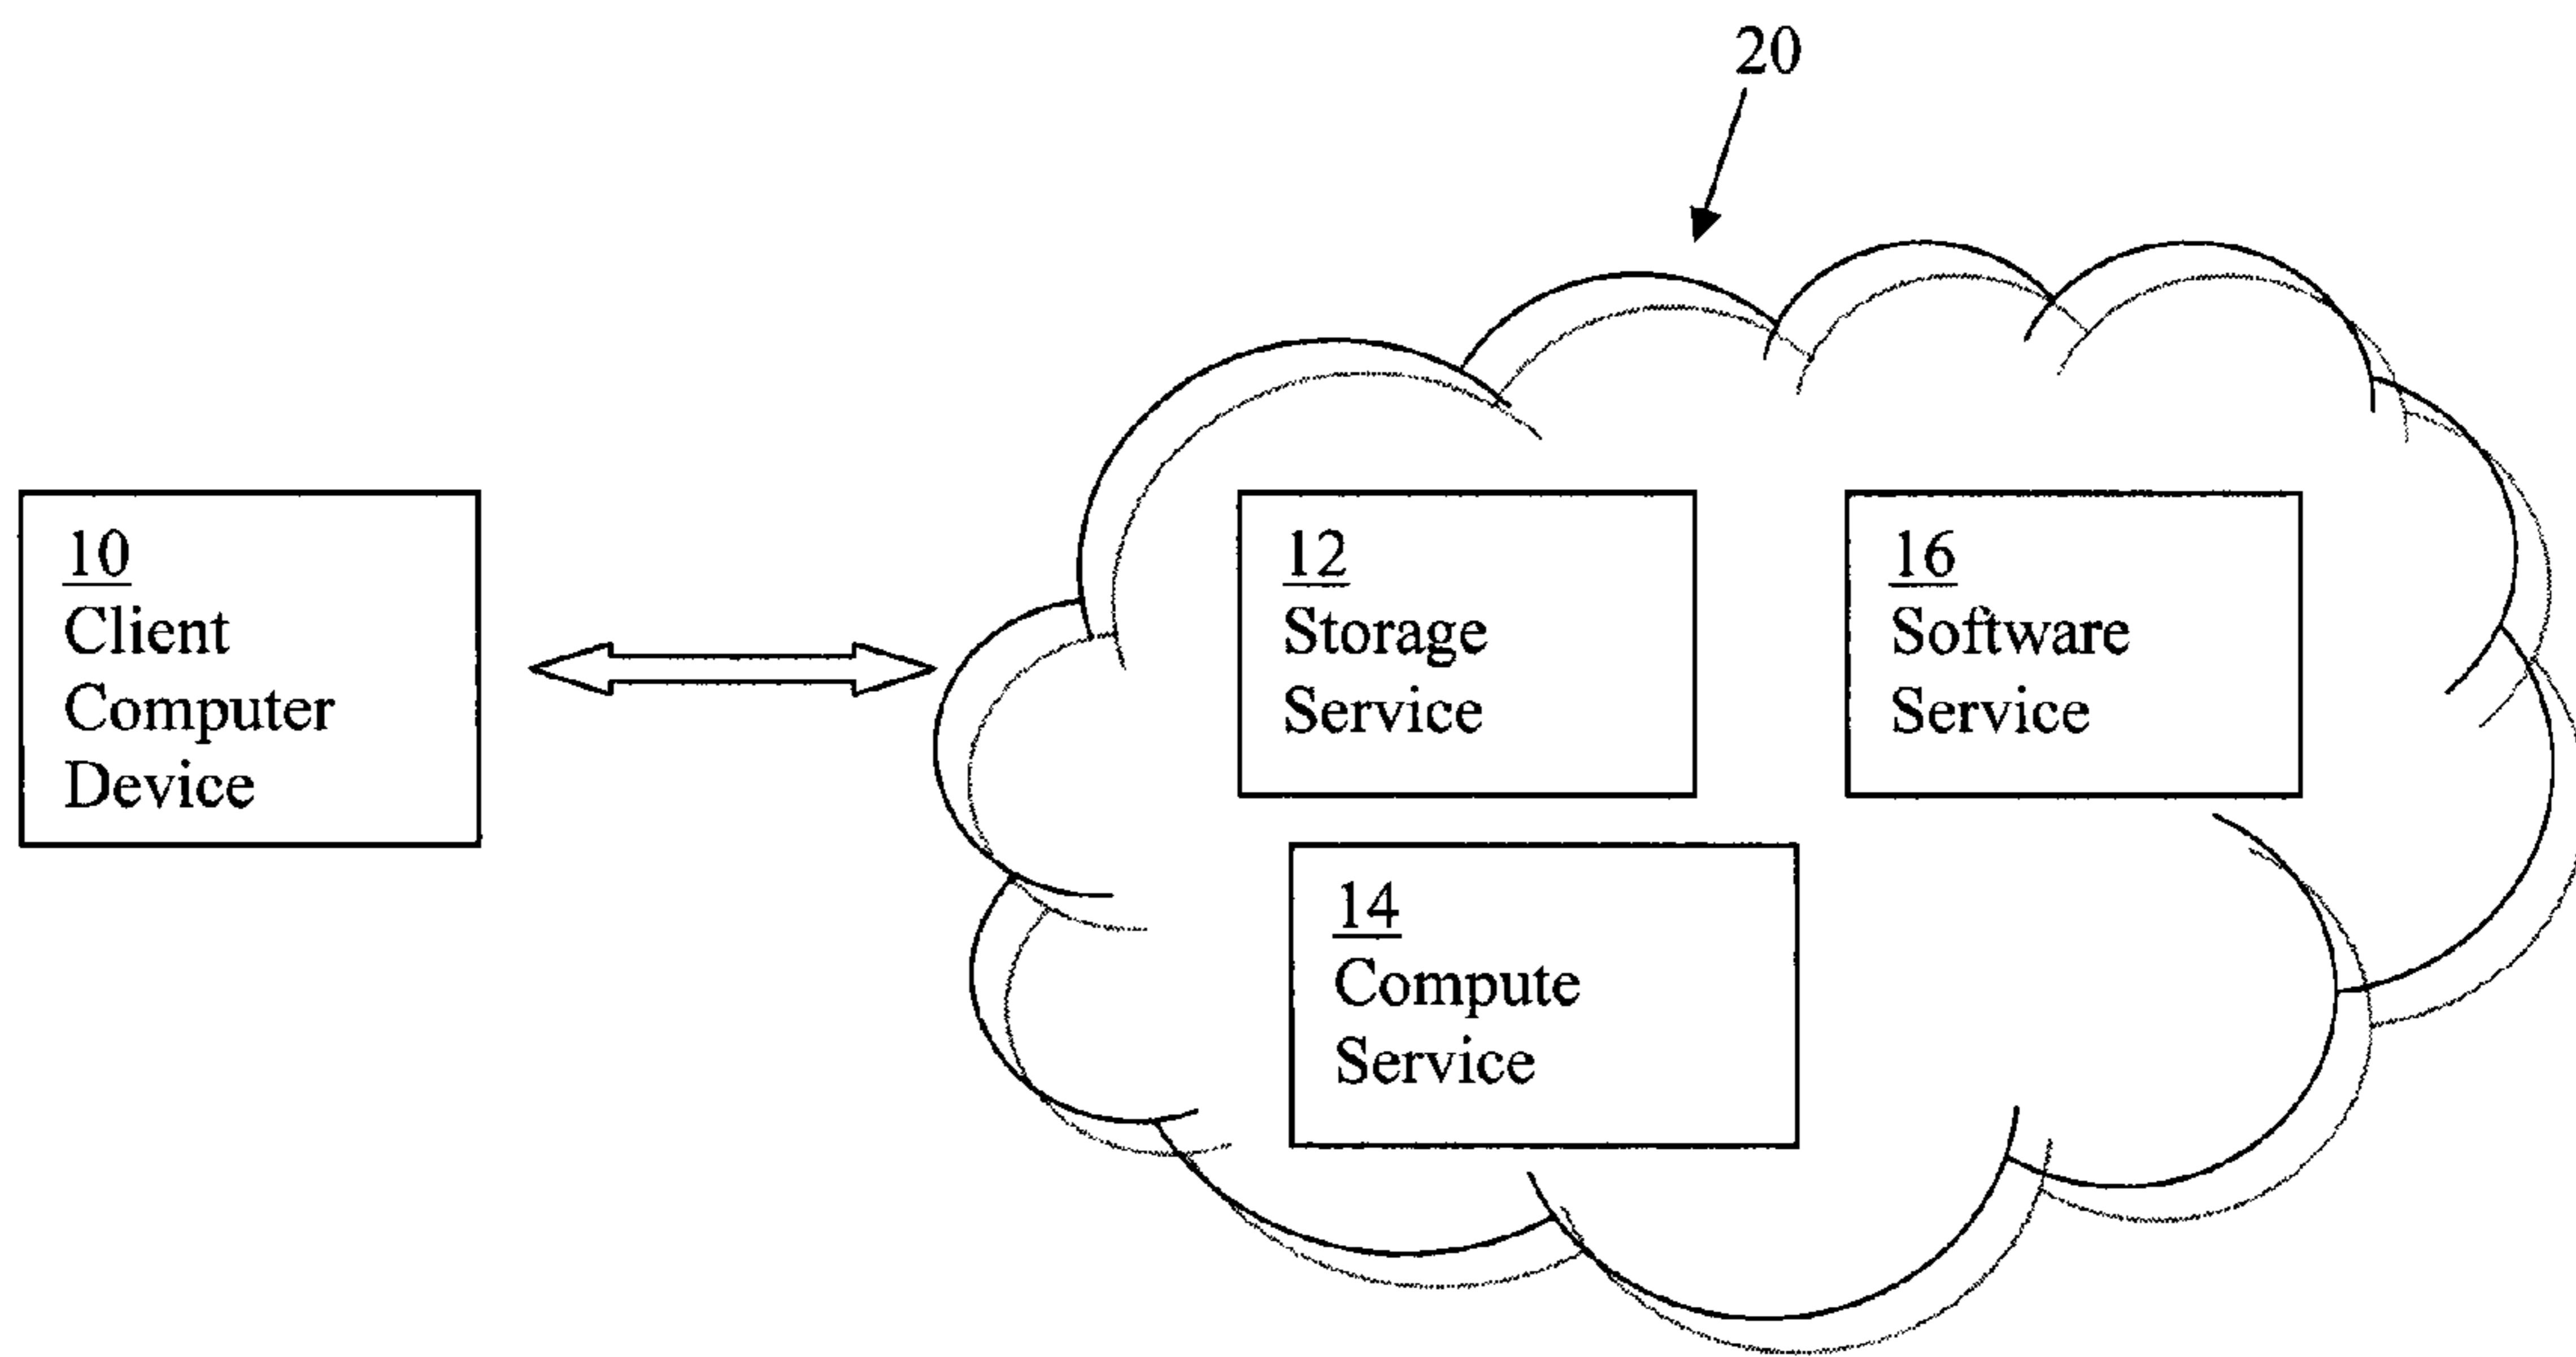 20
10
Client
Computer
Device
12
Storage
Service
16
Software
Service
14
Compute
Service